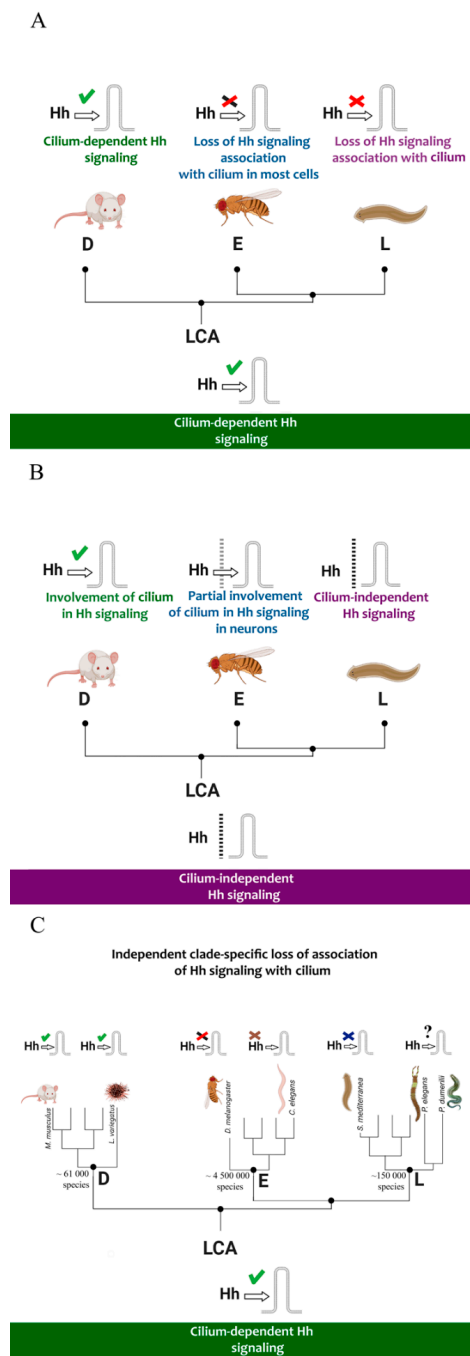 A
Hh
Hh
Hh
Cilium-dependent Hh
signaling
Loss of Hh signaling
association
with cilium in most cells
Loss of Hh signaling
association with cilium
D
E
L
LCA
Hh
Cilium-dependent Hh
signaling
B
Hh
Hh
Hh
Involvement of cilium
in Hh signaling
Partial involvement
of cilium in Hh signaling
in neurons
Cilium-independent
Hh signaling
D
E
L
LCA
Hh
Cilium-independent
Hh signaling
C
Independent clade-specific loss of association
of Hh signaling with cilium
Hh
Hh
Hh
Hh
Hh
?
Hh
M. musculus
L. variegatus
D. melanogaster
C. elegans
S. mediterranea
P. elegans
P. dumerilii
~ 61 000
species
D
~ 4 500 000
species
E
~150 000
species
L
LCA
Hh
Cilium-dependent Hh
signaling